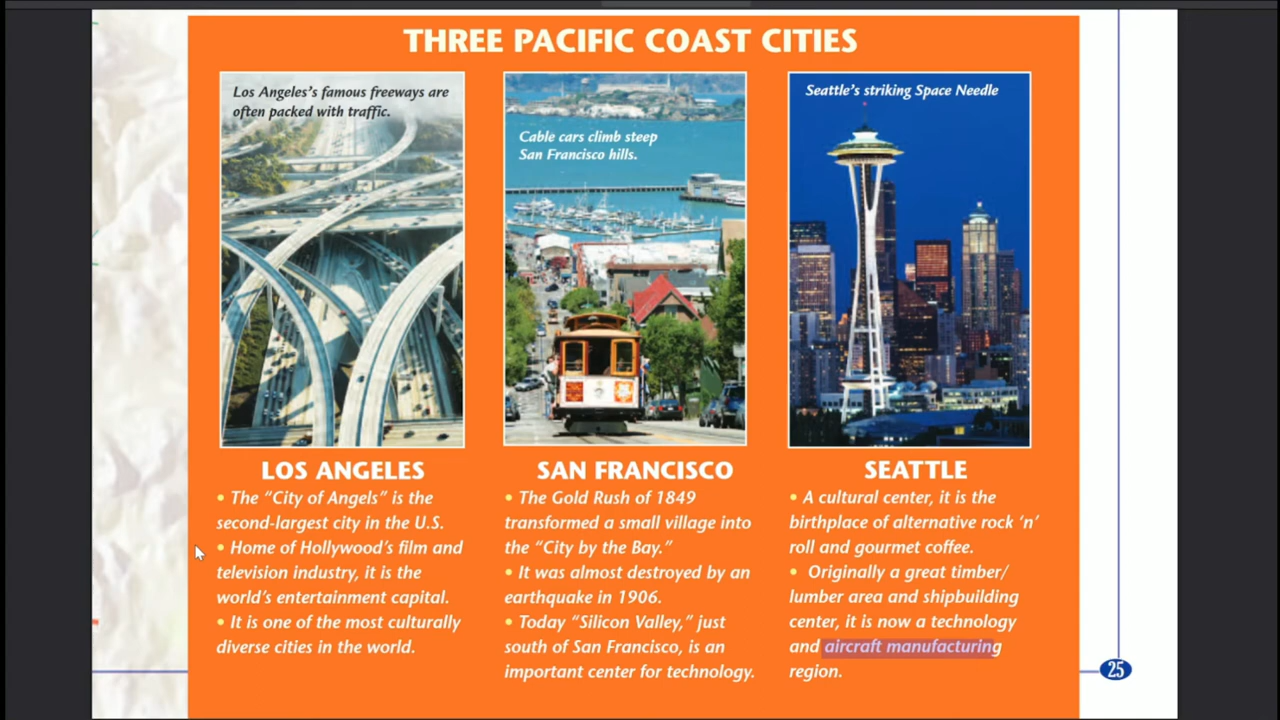 THREE PACIFIC COAST CITIES
Los Angeles's famous freeways are
often packed with traffic.
Cable cars climb steep
San Francisco hills.
Seattle's striking Space Needle
LOS ANGELES
• The “City of Angels” is the
second-largest city in the U.S.
• Home of Hollywood's film and
television industry, it is the
world's entertainment capital.
• It is one of the most culturally
diverse cities in the world.
SAN FRANCISCO
• The Gold Rush of 1849
transformed a small village into
the “City by the Bay.”
• It was almost destroyed by an
earthquake in 1906.
• Today “Silicon Valley,” just
south of San Francisco, is an
important center for technology.
SEATTLE
• A cultural center, it is the
birthplace of alternative rock ‘n’
roll and gourmet coffee.
• Originally a great timber/
lumber area and shipbuilding
center, it is now a technology
and aircraft manufacturing
region.
25